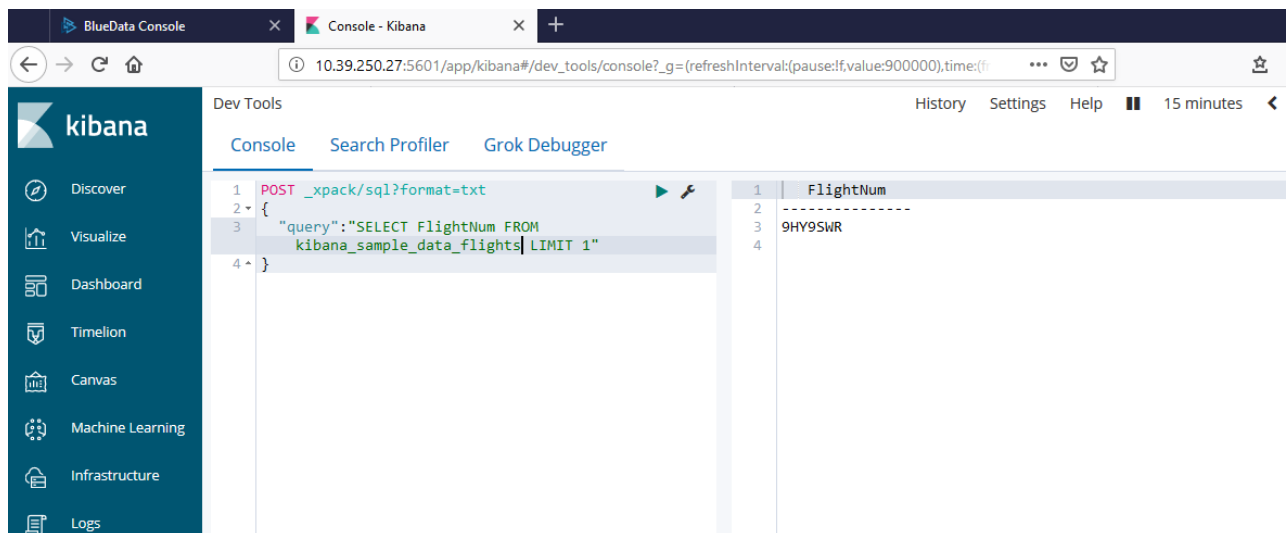 BlueData Console
Console - Kibana
10.39.250.27:5601/app/kibana#/dev_tools/console?_g=(refreshInterval:(pause:!f,value:900000),time:(fr
kibana
Dev Tools
History Settings Help 15 minutes
Console Search Profiler Grok Debugger
Discover
Visualize
Dashboard
Timelion
Canvas
Machine Learning
Infrastructure
Logs
1 POST _xpack/sql?format=txt
2 {
3 "query":"SELECT FlightNum FROM
kibana_sample_data_flights LIMIT 1"
4 }
1 FlightNum
2 ---------------
3 9HY9SWR
4